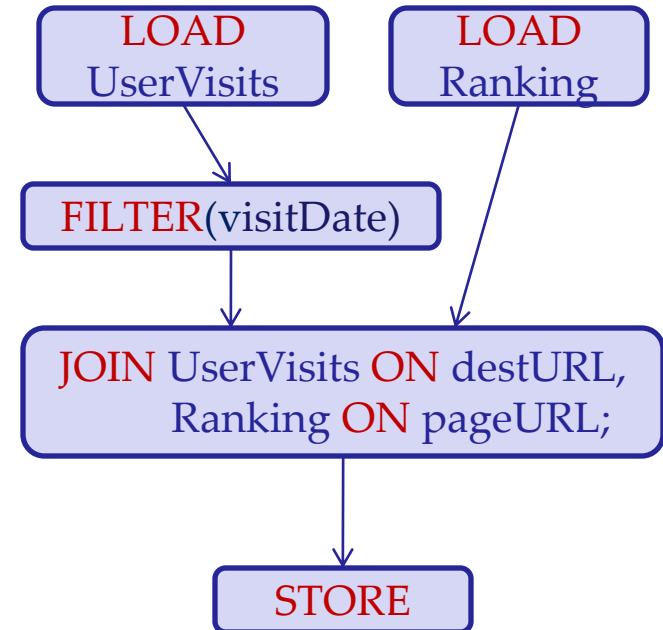 LOAD
UserVisits
LOAD
Ranking
FILTER(visitDate)
JOIN UserVisits ON destURL,
Ranking ON pageURL;
STORE